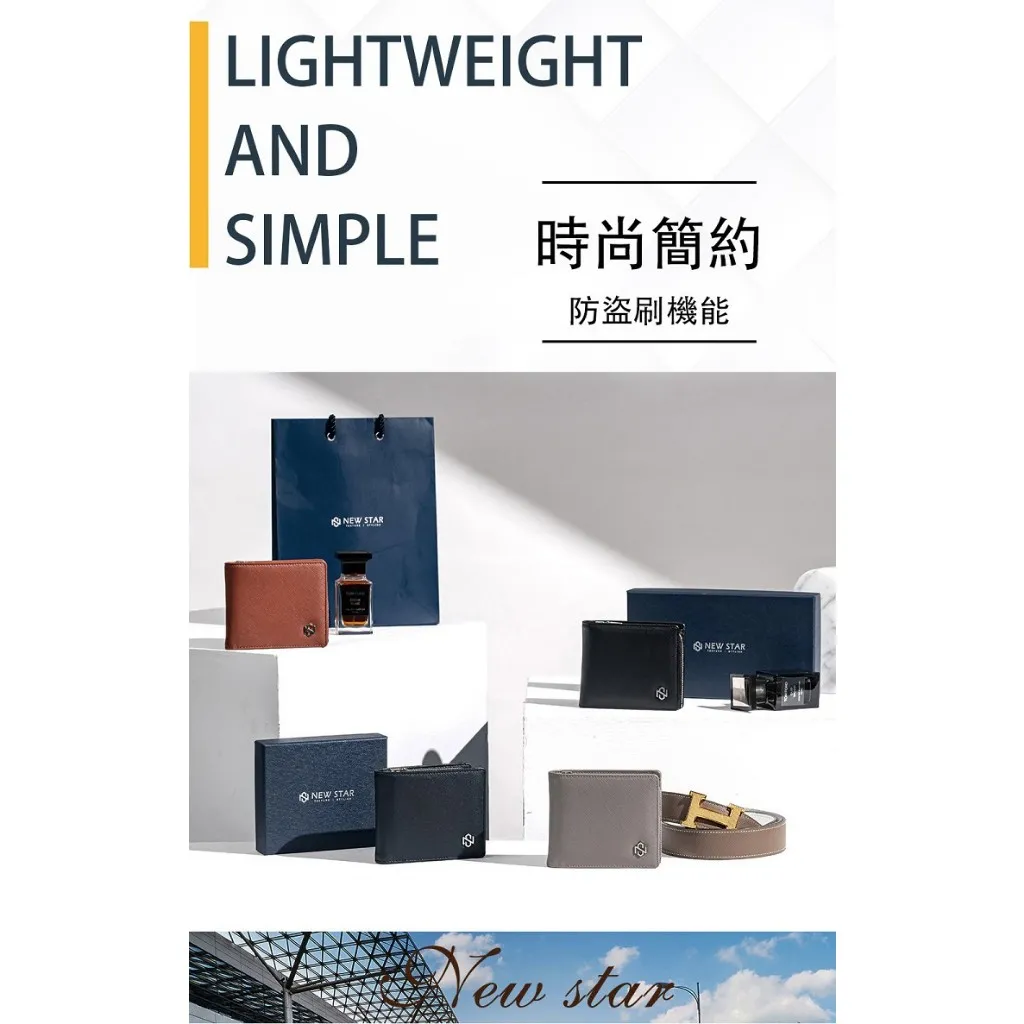 LIGHTWEIGHT
AND
SIMPLE
時尚簡約
防盜刷機能
NEW STAR
NEW STAR
NEW STAR
New star